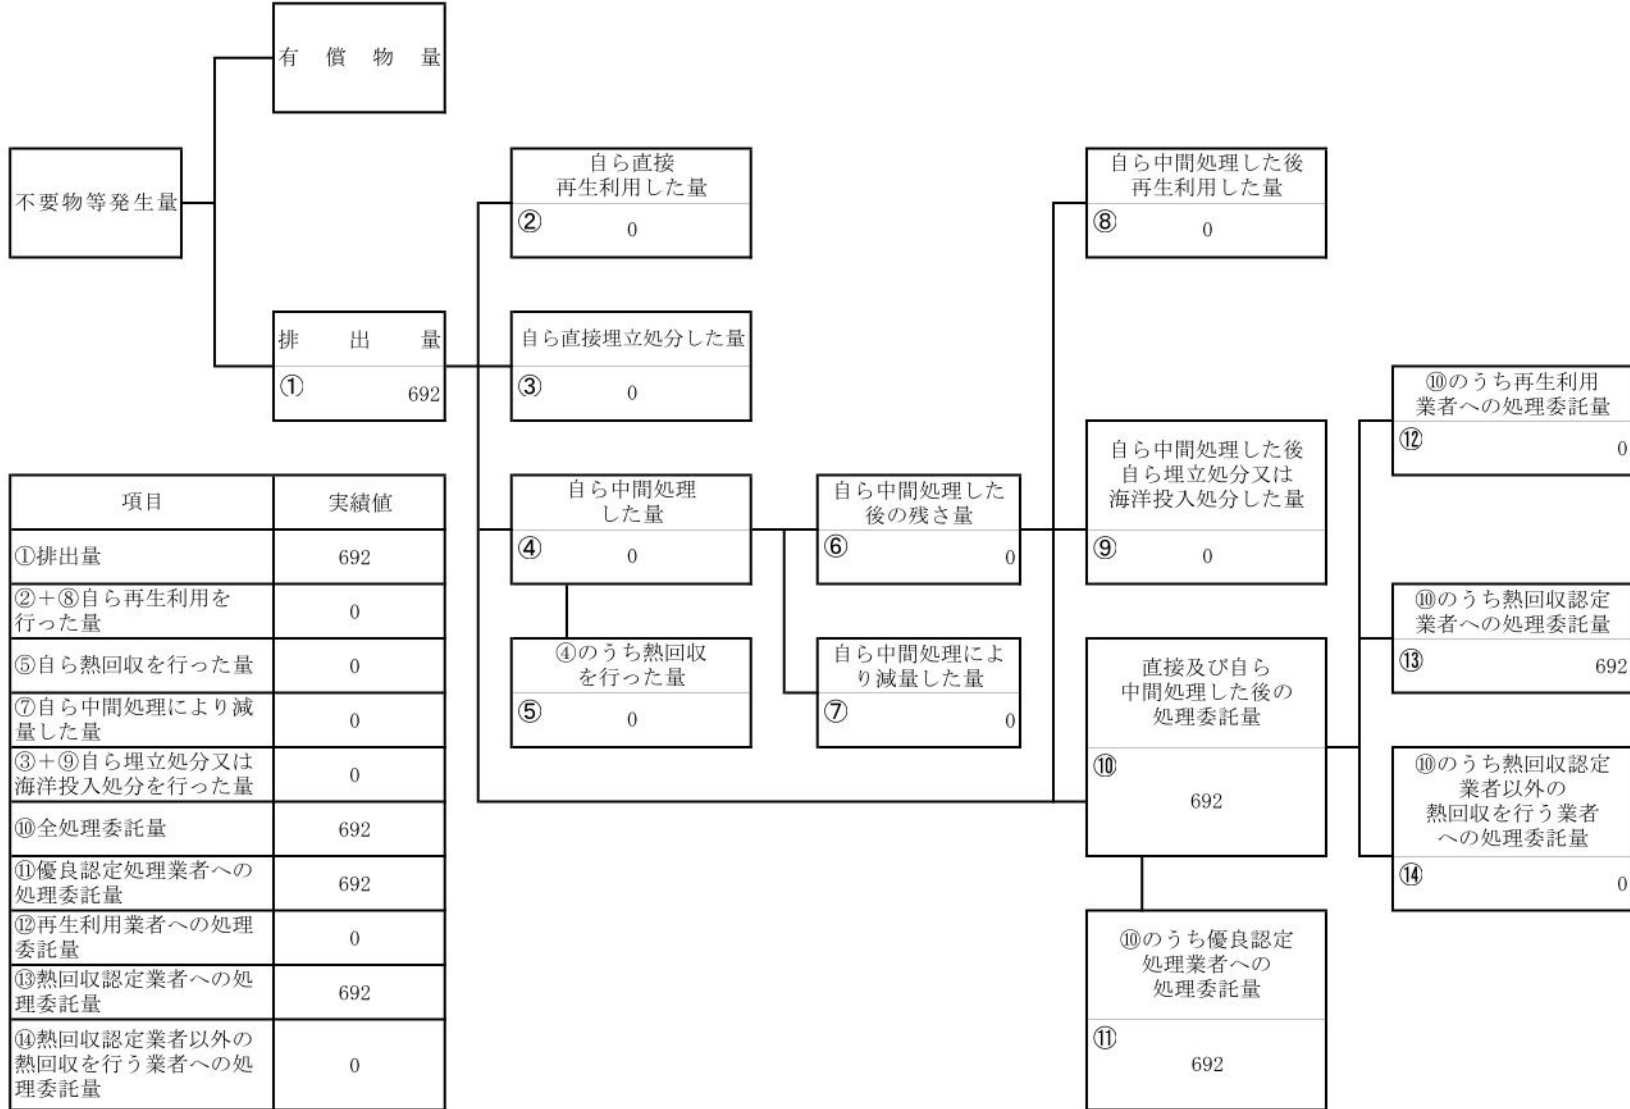 有償物量
不要物等発生量
排出量
①
692
自ら直接
再生利用した量
②
0
自ら直接埋立処分した量
③
0
自ら中間処理
した量
④
0
④のうち熱回収
を行った量
⑤
0
自ら中間処理した
後の残さ量
⑥
0
自ら中間処理によ
り減量した量
⑦
0
自ら中間処理した後
再生利用した量
⑧
0
自ら中間処理した後
自ら埋立処分又は
海洋投入処分した量
⑨
0
直接及び自ら
中間処理した後の
処理委託量
⑩
692
⑩のうち優良認定
処理業者への
処理委託量
⑪
692
⑩のうち再生利用
業者への処理委託量
⑫
0
⑩のうち熱回収認定
業者への処理委託量
⑬
692
⑩のうち熱回収認定
業者以外の
熱回収を行う業者
への処理委託量
⑭
0
項目 実績値
①排出量 692
②+⑧自ら再生利用を
行った量 0
⑤自ら熱回収を行った量 0
⑦自ら中間処理により減
量した量 0
③+⑨自ら埋立処分又は
海洋投入処分を行った量 0
⑩全処理委託量 692
⑪優良認定処理業者への
処理委託量 692
⑫再生利用業者への処理
委託量 0
⑬熱回収認定業者への処
理委託量 692
⑭熱回収認定業者以外の
熱回収を行う業者への処
理委託量 0